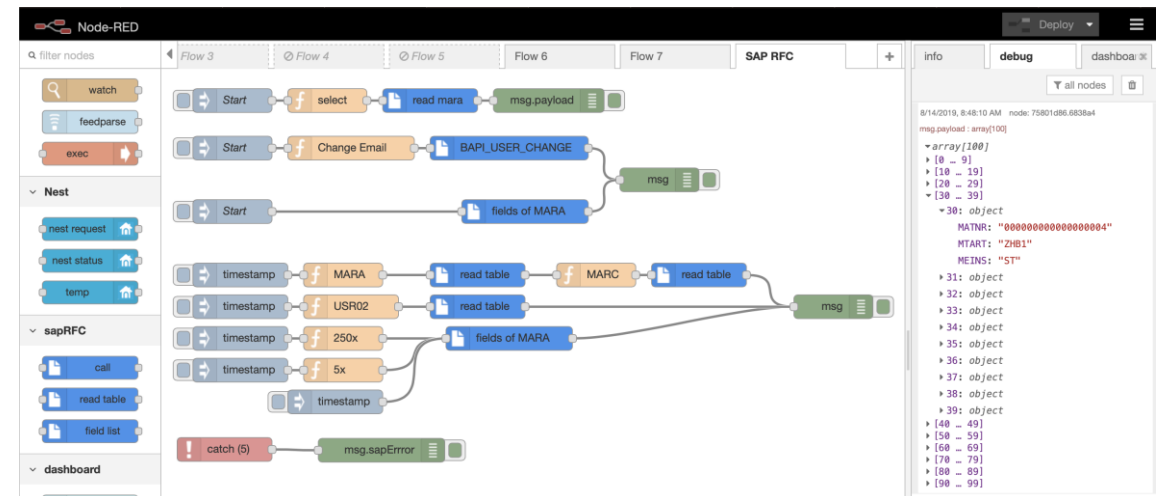 Node-RED
Deploy
filter nodes
Flow 3
Flow 4
Flow 5
Flow 6
Flow 7
SAP RFC
+
info
debug
dashboar
all nodes
watch
feedparse
exec
Nest
nest request
nest status
temp
sapRFC
call
read table
field list
dashboard
Start
select
read mara
msg.payload
Start
Change Email
BAPI_USER_CHANGE
msg
Start
fields of MARA
timestamp
MARA
read table
MARC
read table
timestamp
USR02
read table
msg
timestamp
250x
fields of MARA
timestamp
5x
timestamp
catch (5)
msg.sapErrror
8/14/2019, 8:48:10 AM node: 75801d86.6838a4
msg.payload : array[100]
array[100]
[0 … 9]
[10 … 19]
[20 … 29]
[30 … 39]
30: object
MATNR: "000000000000000004"
MTART: "ZHB1"
MEINS: "ST"
31: object
32: object
33: object
34: object
35: object
36: object
37: object
38: object
39: object
[40 … 49]
[50 … 59]
[60 … 69]
[70 … 79]
[80 … 89]
[90 … 99]